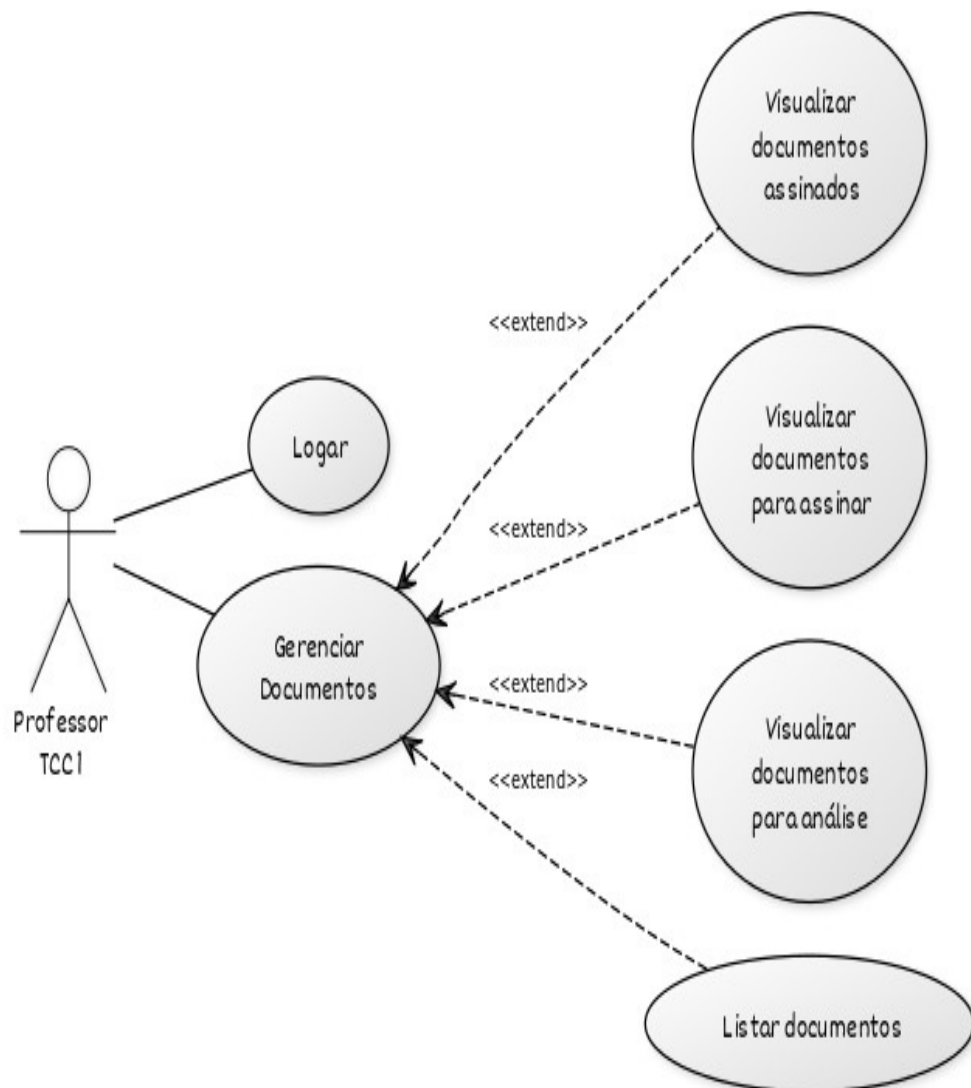 Visualizar
documentos
assinados
<<extend>>
Visualizar
documentos
para assinar
Logar
<<extend>>
Gerenciar
Documentos
<<extend>>
Visualizar
documentos
para análise
Professor
TCC1
<<extend>>
Listar documentos